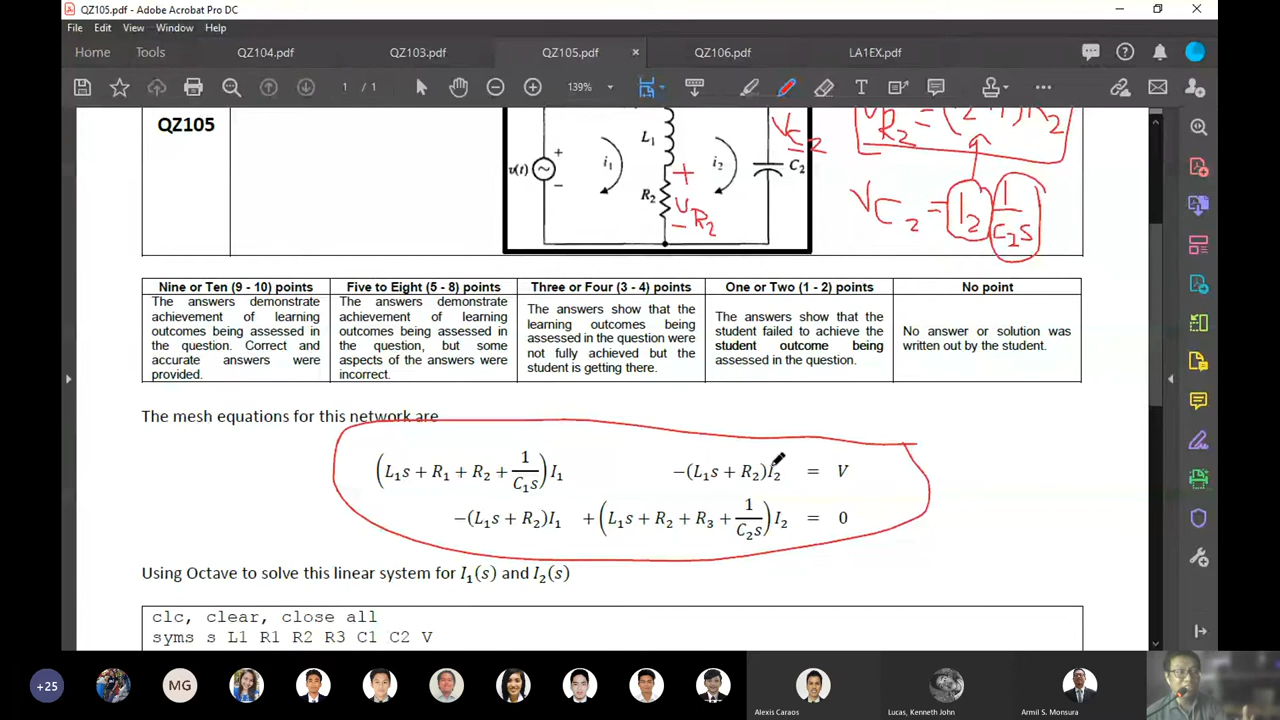 QZ105.pdf - Adobe Acrobat Pro DC
File Edit View Window Help
Home Tools QZ104.pdf QZ103.pdf QZ105.pdf × QZ106.pdf LA1EX.pdf
1 / 1 139%
QZ105
v(t) + − i₁ L₁ R₂ i₂ C₂
V_C₂
+ V_R₂ −
V_R₂ = ( ) R₂
V_C₂ = I₂ 1/C₂s
Nine or Ten (9 - 10) points
The answers demonstrate
achievement of learning
outcomes being assessed in
the question. Correct and
accurate answers were
provided.
Five to Eight (5 - 8) points
The answers demonstrate
achievement of learning
outcomes being assessed in
the question, but some
aspects of the answers were
incorrect.
Three or Four (3 - 4) points
The answers show that the
learning outcomes being
assessed in the question were
not fully achieved but the
student is getting there.
One or Two (1 - 2) points
The answers show that the
student failed to achieve the
student outcome being
assessed in the question.
No point
No answer or solution was
written out by the student.
The mesh equations for this network are
(L₁s + R₁ + R₂ + 1/C₁s) I₁ −(L₁s + R₂)I₂ = V
−(L₁s + R₂)I₁ + (L₁s + R₂ + R₃ + 1/C₂s) I₂ = 0
Using Octave to solve this linear system for I₁(s) and I₂(s)
clc, clear, close all
syms s L1 R1 R2 R3 C1 C2 V
+25 MG
Alexis Caraos Lucas, Kenneth John Armil S. Monsura